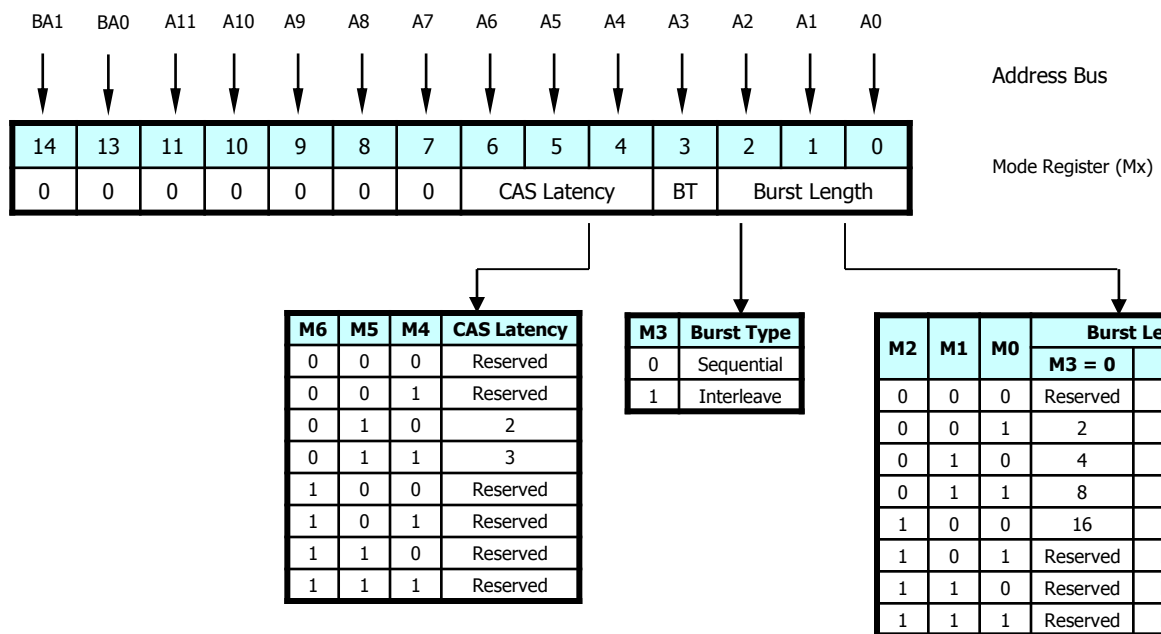 BA1 BA0 A11 A10 A9 A8 A7 A6 A5 A4 A3 A2 A1 A0
Address Bus
14 13 11 10 9 8 7 6 5 4 3 2 1 0
Mode Register (Mx)
0 0 0 0 0 0 0 CAS Latency BT Burst Length
M6 M5 M4 CAS Latency
0 0 0 Reserved
0 0 1 Reserved
0 1 0 2
0 1 1 3
1 0 0 Reserved
1 0 1 Reserved
1 1 0 Reserved
1 1 1 Reserved
M3 Burst Type
0 Sequential
1 Interleave
M2 M1 M0 Burst Le
M3 = 0
0 0 0 Reserved
0 0 1 2
0 1 0 4
0 1 1 8
1 0 0 16
1 0 1 Reserved
1 1 0 Reserved
1 1 1 Reserved